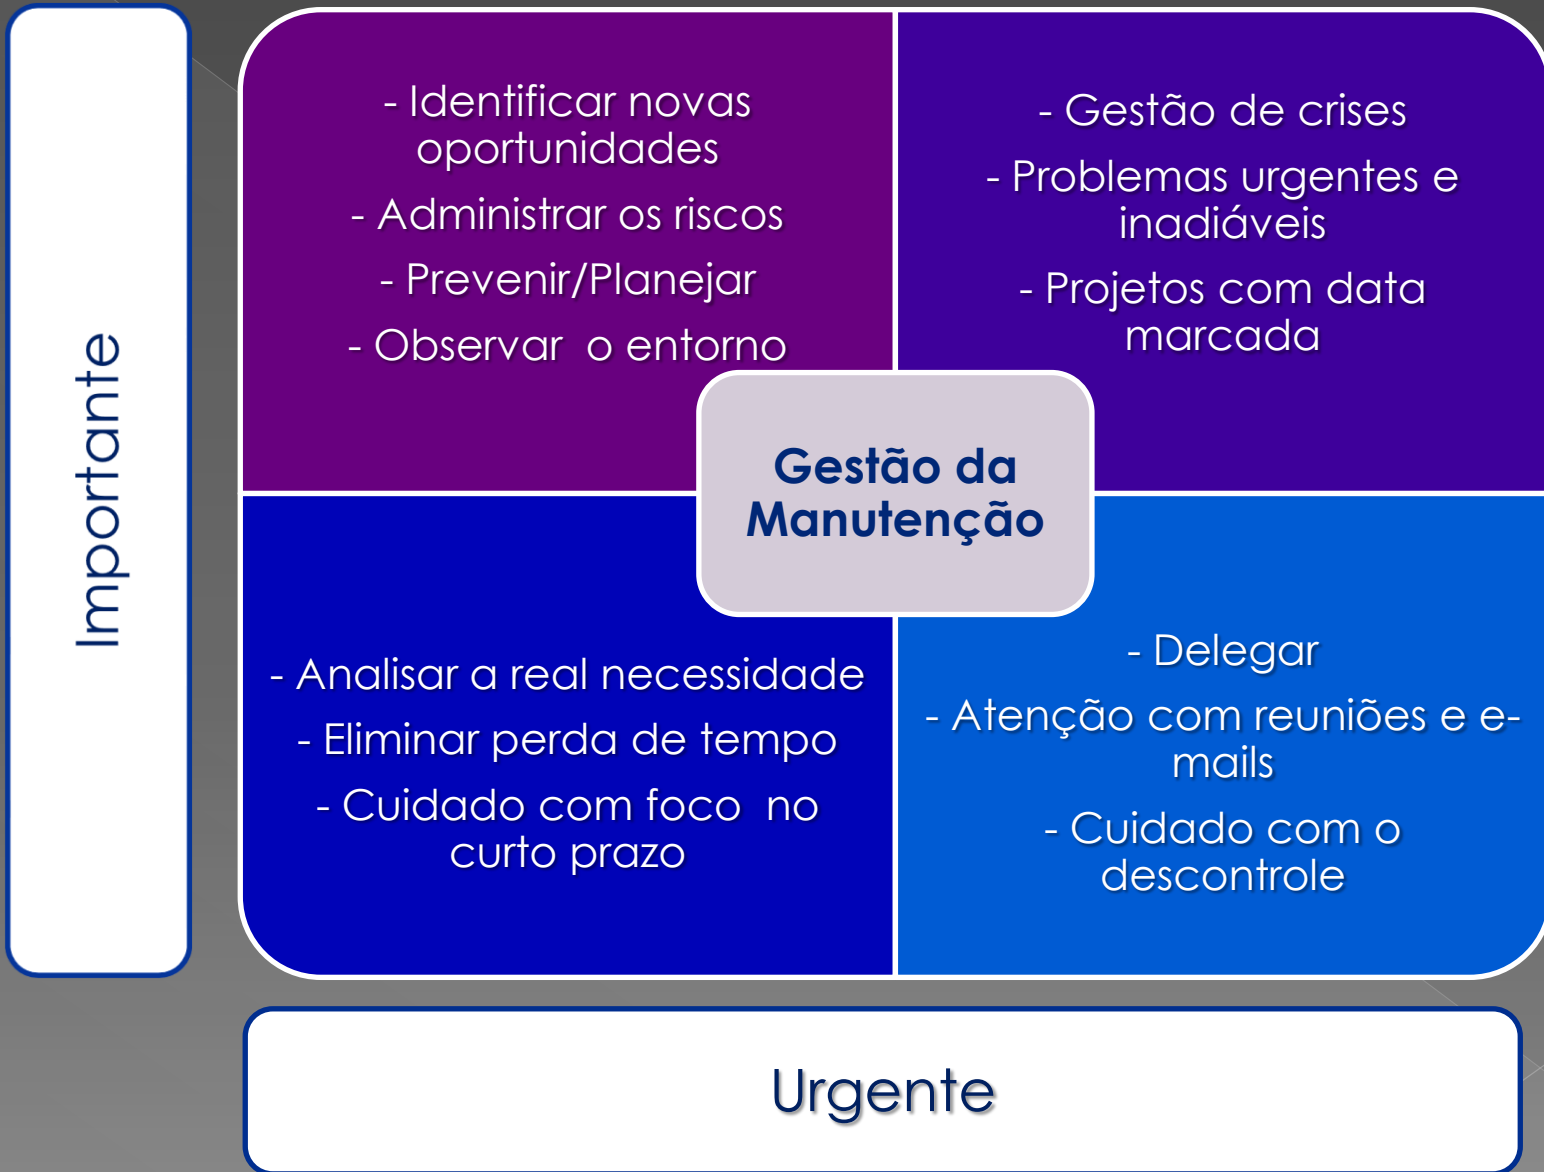 Importante
- Identificar novas
oportunidades
- Administrar os riscos
- Prevenir/Planejar
- Observar  o entorno
- Gestão de crises
- Problemas urgentes e
inadiáveis
- Projetos com data
marcada
Gestão da
Manutenção
- Analisar a real necessidade
- Eliminar perda de tempo
- Cuidado com foco  no
curto prazo
- Delegar
- Atenção com reuniões e e-
mails
- Cuidado com o
descontrole
Urgente